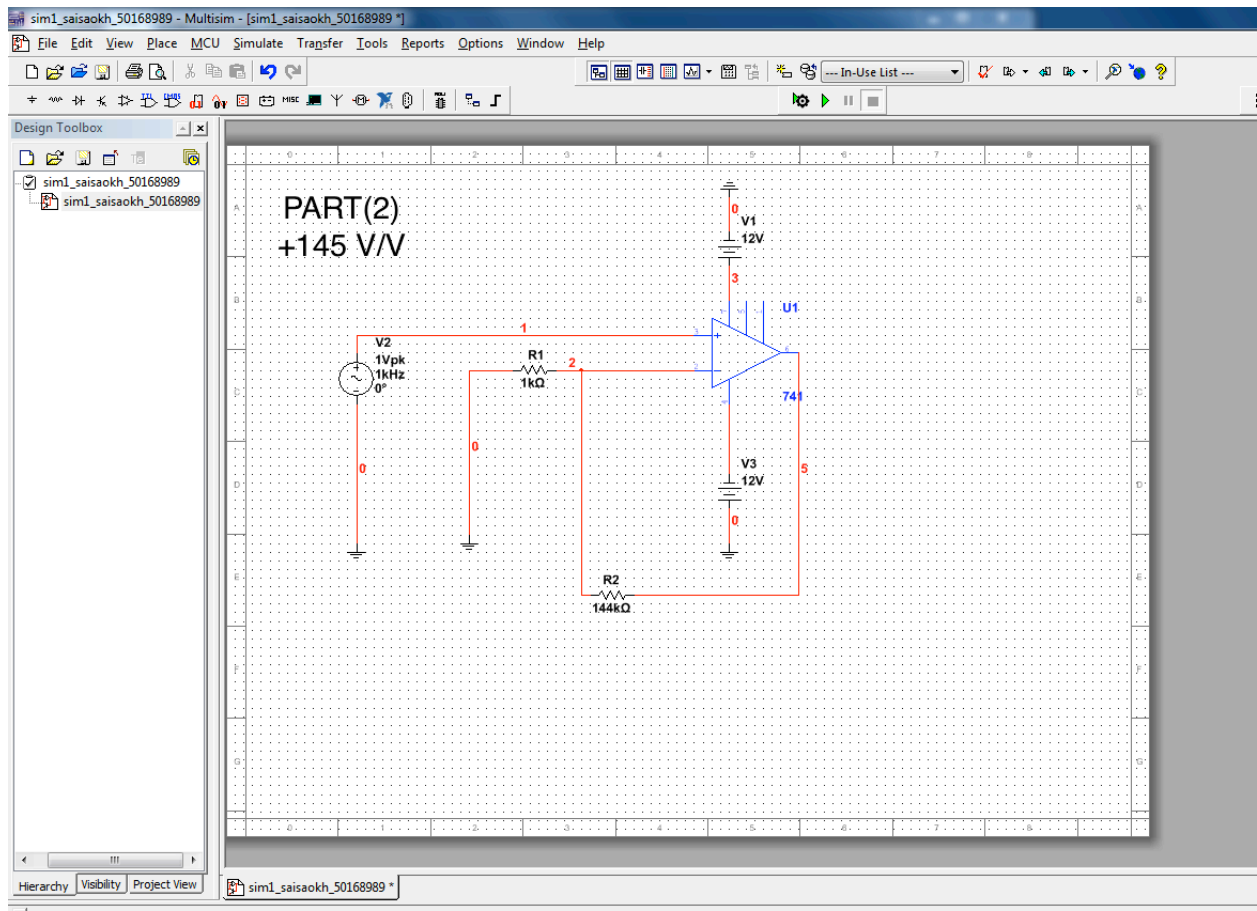 sim1_saisaokh_50168989 - Multisim - [sim1_saisaokh_50168989 *]
File Edit View Place MCU Simulate Transfer Tools Reports Options Window Help
--- In-Use List ---
MISC
Design Toolbox
sim1_saisaokh_50168989
sim1_saisaokh_50168989
PART(2)
+145 V/V
0
V1
12V
3
U1
1
V2
1Vpk
1kHz
0°
R1
1kΩ
2
741
0
0
V3
12V
5
0
R2
144kΩ
Hierarchy Visibility Project View
sim1_saisaokh_50168989 *